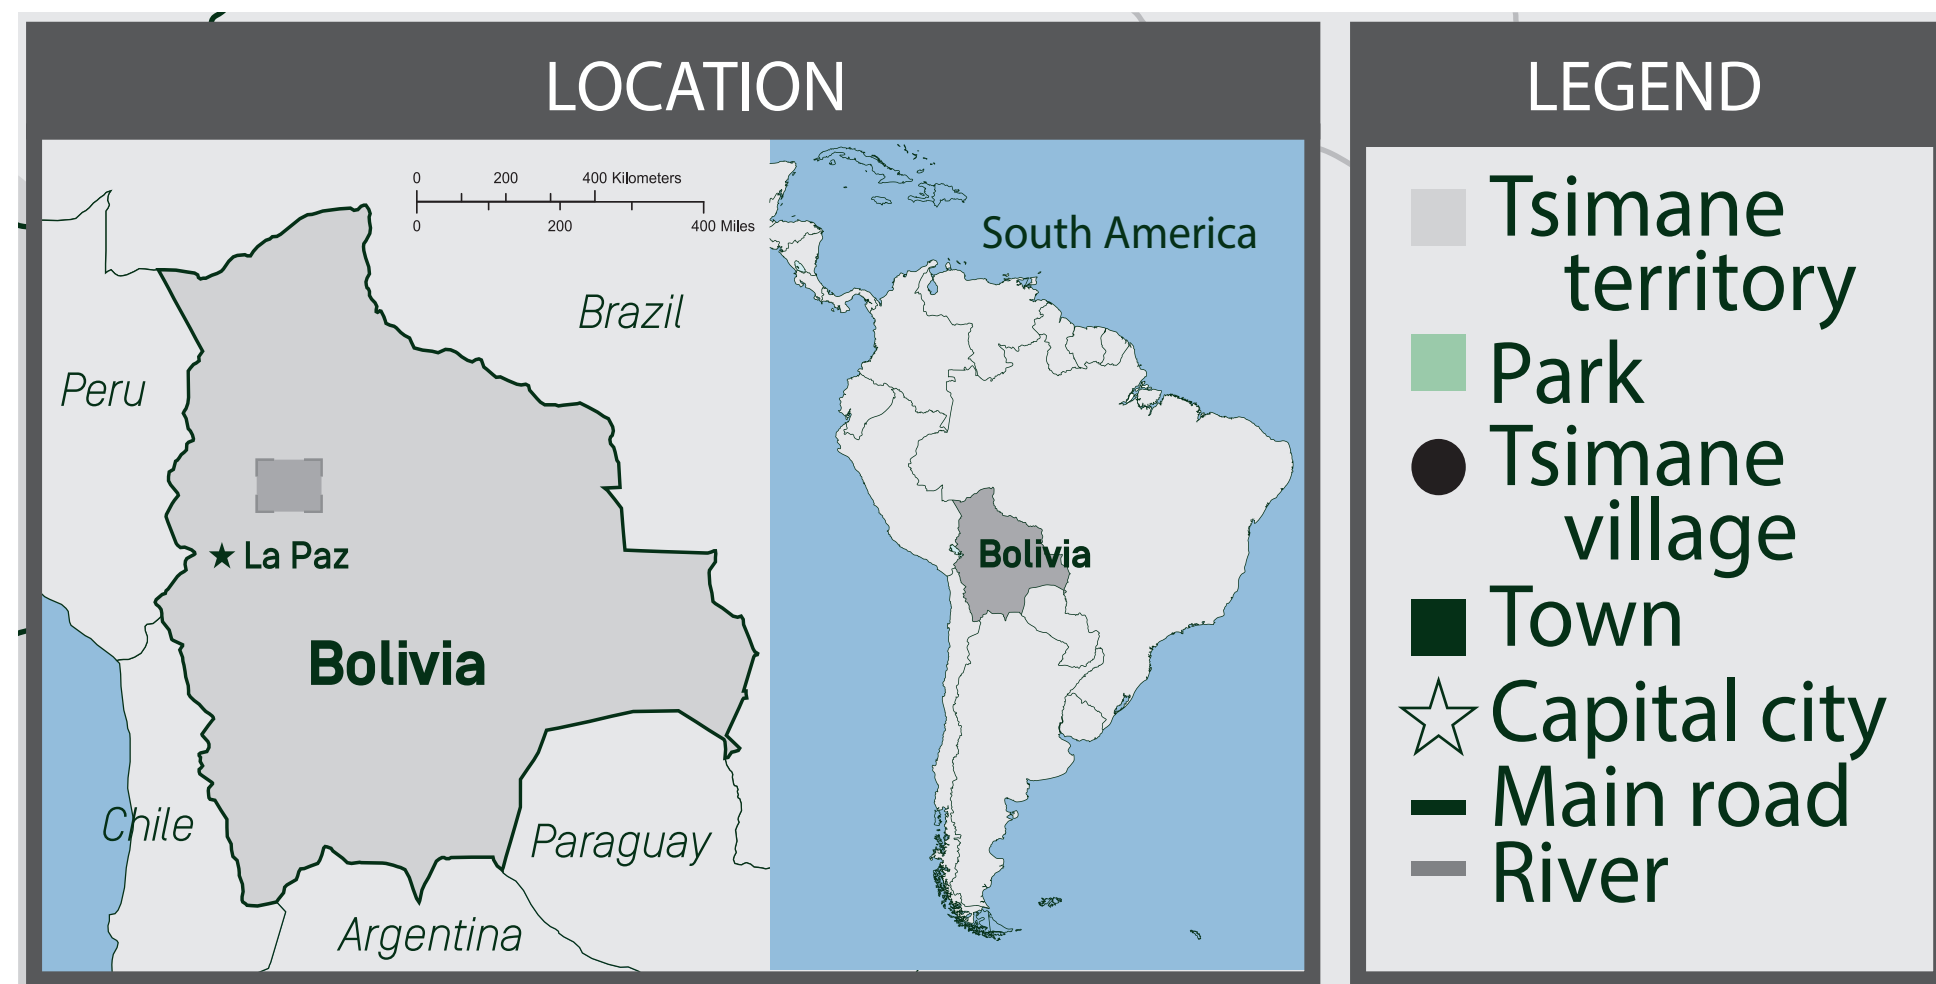 LOCATION
0 200 400 Kilometers
0 200 400 Miles
Brazil
Peru
La Paz
Bolivia
Chile
Paraguay
Argentina
South America
Bolivia
LEGEND
Tsimane
territory
Park
Tsimane
village
Town
Capital city
Main road
River